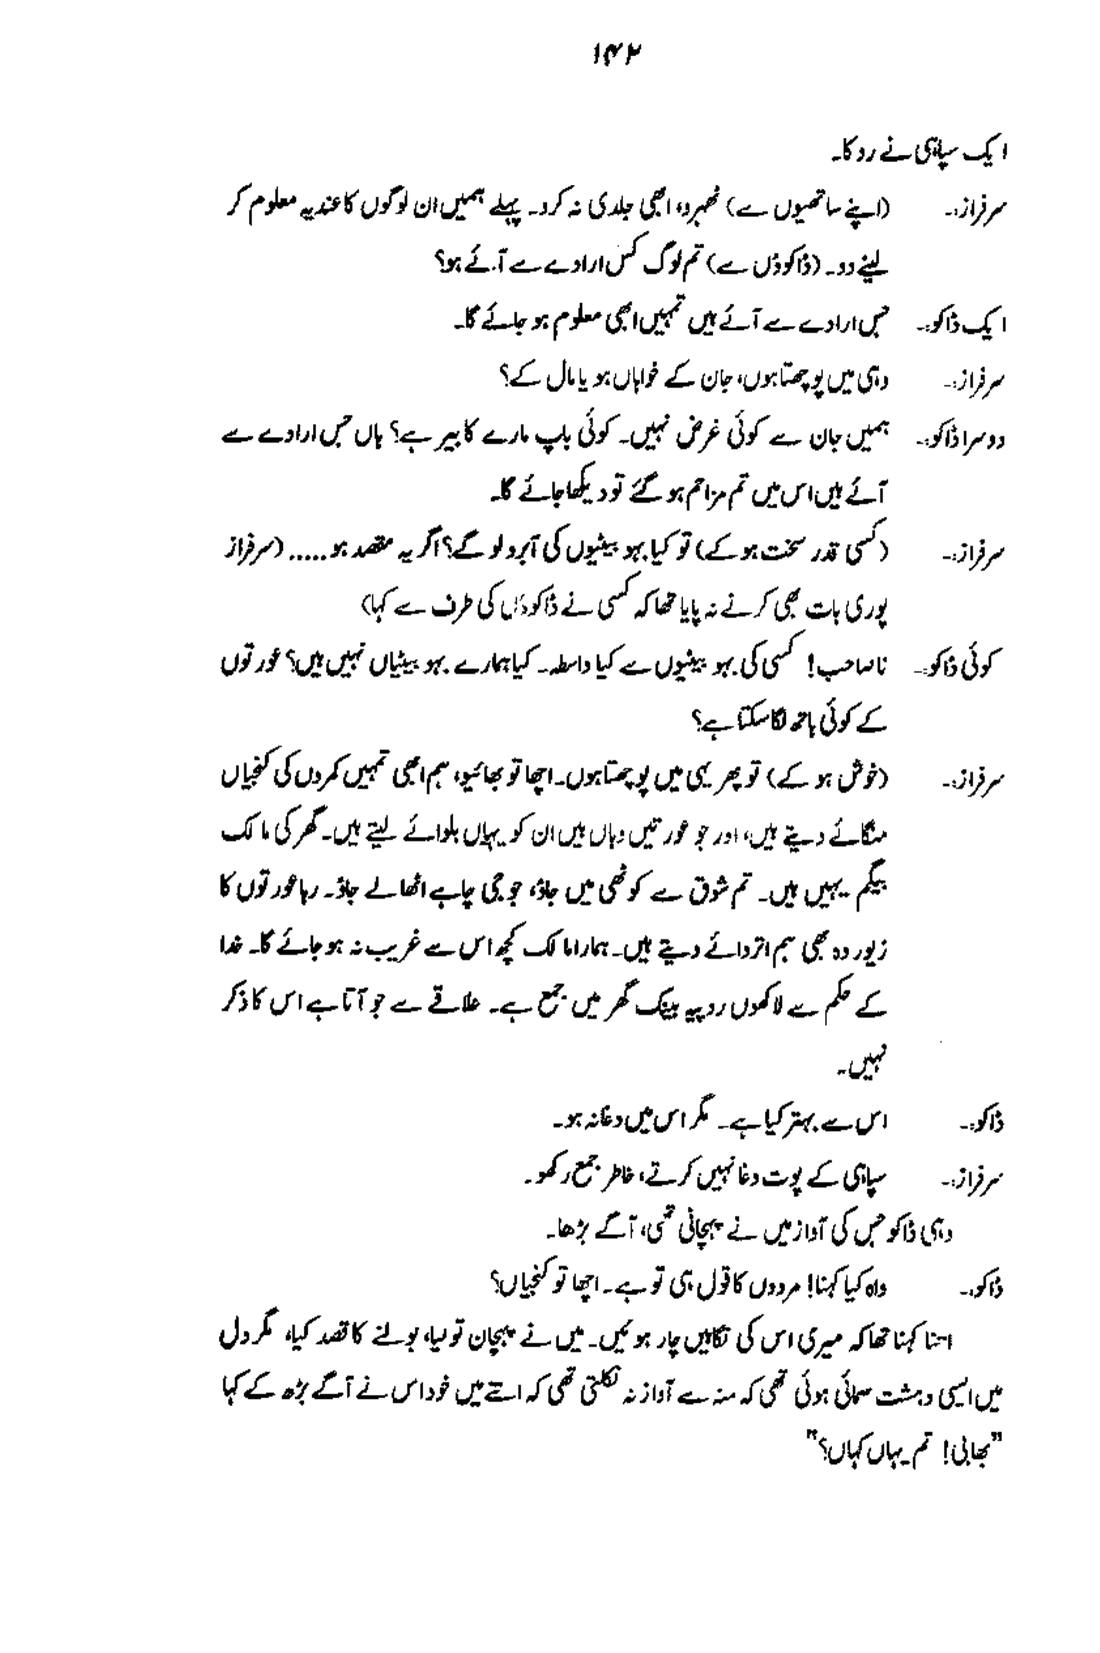 ۱۴۲
ایک سپاہی نے روکا۔
سرفراز:۔ (اپنے ساتھیوں سے) ٹھہرو، ابھی جلدی نہ کرو۔ پہلے ہمیں ان لوگوں کا عندیہ معلوم کر
لینے دو۔ (ڈاکوؤں سے) تم لوگ کس ارادے سے آئے ہو؟
ایک ڈاکو:۔ جس ارادے سے آئے ہیں تمہیں ابھی معلوم ہو جائے گا۔
سرفراز:۔ وہی میں پوچھتا ہوں، جان کے خواہاں ہو یا مال کے؟
دوسرا ڈاکو:۔ ہمیں جان سے کوئی غرض نہیں۔ کوئی باپ مارے کا بیر ہے؟ ہاں جس ارادے سے
آئے ہیں اس میں تم مزاحم ہو گئے تو دیکھا جائے گا۔
سرفراز:۔ (کسی قدر سخت ہو کے) تو کیا بہو بیٹیوں کی آبرو لو گے؟ اگر یہ مقصد ہو..... (سرفراز
پوری بات بھی کرنے نہ پایا تھا کہ کسی نے ڈاکوؤں کی طرف سے کہا)
کوئی ڈاکو:۔ نا صاحب! کسی کی بہو بیٹیوں سے کیا واسطہ۔ کیا ہمارے بہو بیٹیاں نہیں ہیں؟ عورتوں
کے کوئی ہاتھ لگا سکتا ہے؟
سرفراز:۔ (خوش ہو کے) تو پھر یہی میں پوچھتا ہوں۔ اچھا تو بھائیو، ہم ابھی تمہیں کمروں کی کنجیاں
منگائے دیتے ہیں، اور جو عورتیں وہاں ہیں ان کو یہاں بلوائے لیتے ہیں۔ گھر کی مالک
بیگم یہیں ہیں۔ تم شوق سے کوٹھی میں جاؤ، جو جی چاہے اٹھا لے جاؤ۔ رہا عورتوں کا
زیور وہ بھی ہم اتروائے دیتے ہیں۔ ہمارا مالک کچھ اس سے غریب نہ ہو جائے گا۔ خدا
کے حکم سے لاکھوں روپیہ بینک گھر میں جمع ہے۔ علاقے سے جو آتا ہے اس کا ذکر
نہیں۔
ڈاکو:۔ اس سے بہتر کیا ہے۔ مگر اس میں دغا نہ ہو۔
سرفراز:۔ سپاہی کے پوت دغا نہیں کرتے، خاطر جمع رکھو۔
وہی ڈاکو جس کی آواز میں نے پہچانی تھی، آگے بڑھا۔
ڈاکو:۔ واہ کیا کہنا! مردوں کا قول ہی تو ہے۔ اچھا تو کنجیاں؟
اتنا کہنا تھا کہ میری اس کی نگاہیں چار ہوئیں۔ میں نے پہچان تو لیا، بولنے کا قصد کیا، مگر دل
میں ایسی دہشت سمائی ہوئی تھی کہ منہ سے آواز نہ نکلتی تھی کہ اتنے میں خود اس نے آگے بڑھ کے کہا
"بھابی! تم یہاں کہاں؟"